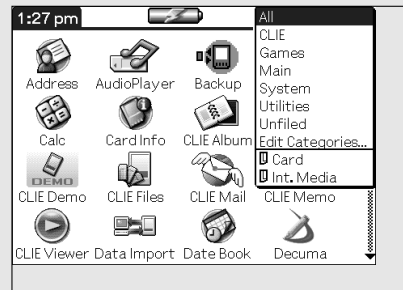 1:27 pm
All
CLIE
Games
Main
System
Utilities
Unfiled
Edit Categories...
Card
Int. Media
Address AudioPlayer Backup
Calc Card Info CLIE Album
DEMO
CLIE Demo CLIE Files CLIE Mail CLIE Memo
CLIE Viewer Data Import Date Book Decuma